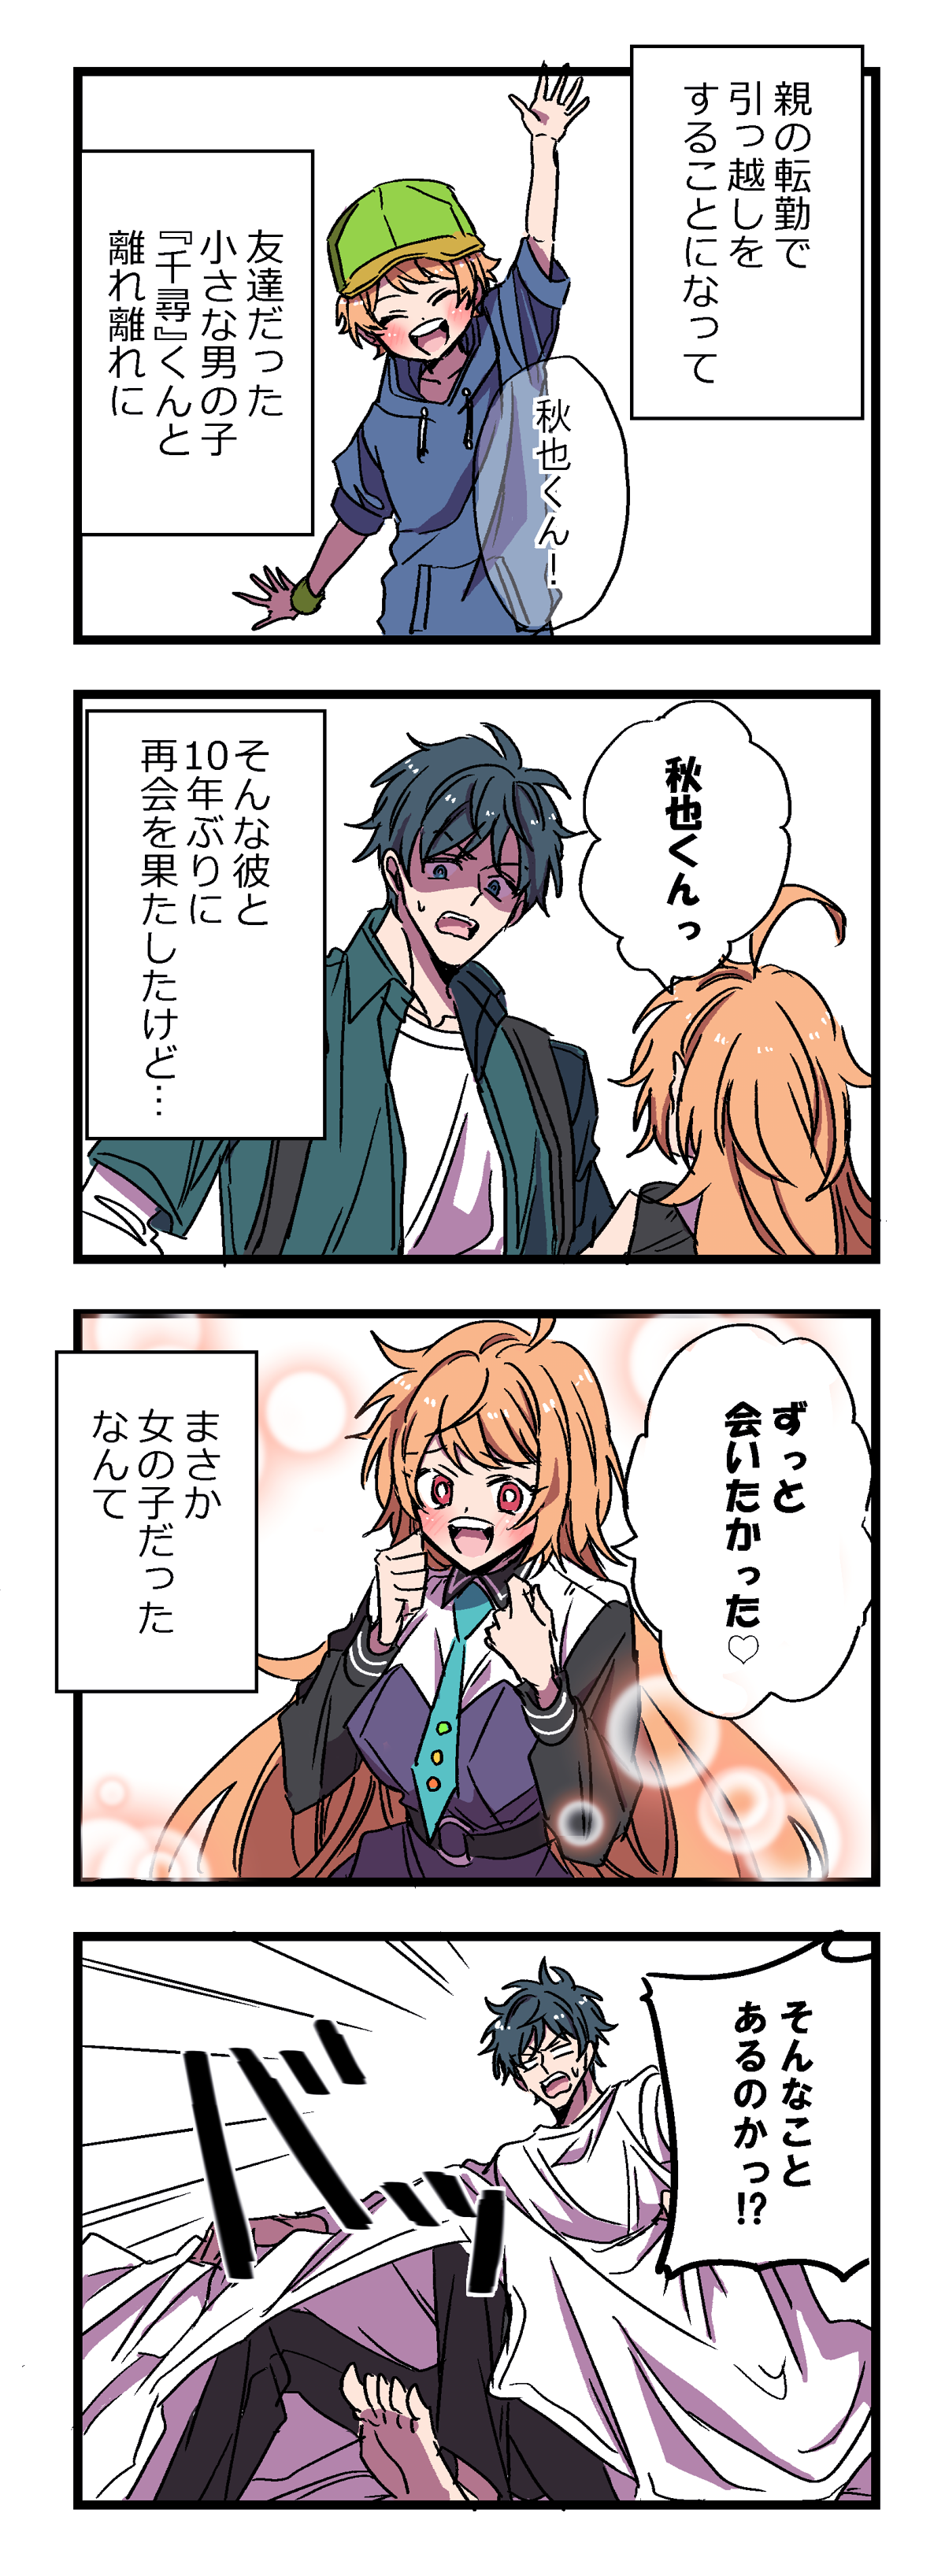 親の転勤で
引っ越しを
することになって
秋也くん！
友達だった
小さな男の子
『千尋』くんと
離れ離れに
秋也くんっ
そんな彼と
10年ぶりに
再会を果たしたけど…
ずっと
会いたかった♡
まさか
女の子だった
なんて
そんなこと
あるのかっ!?
バッ